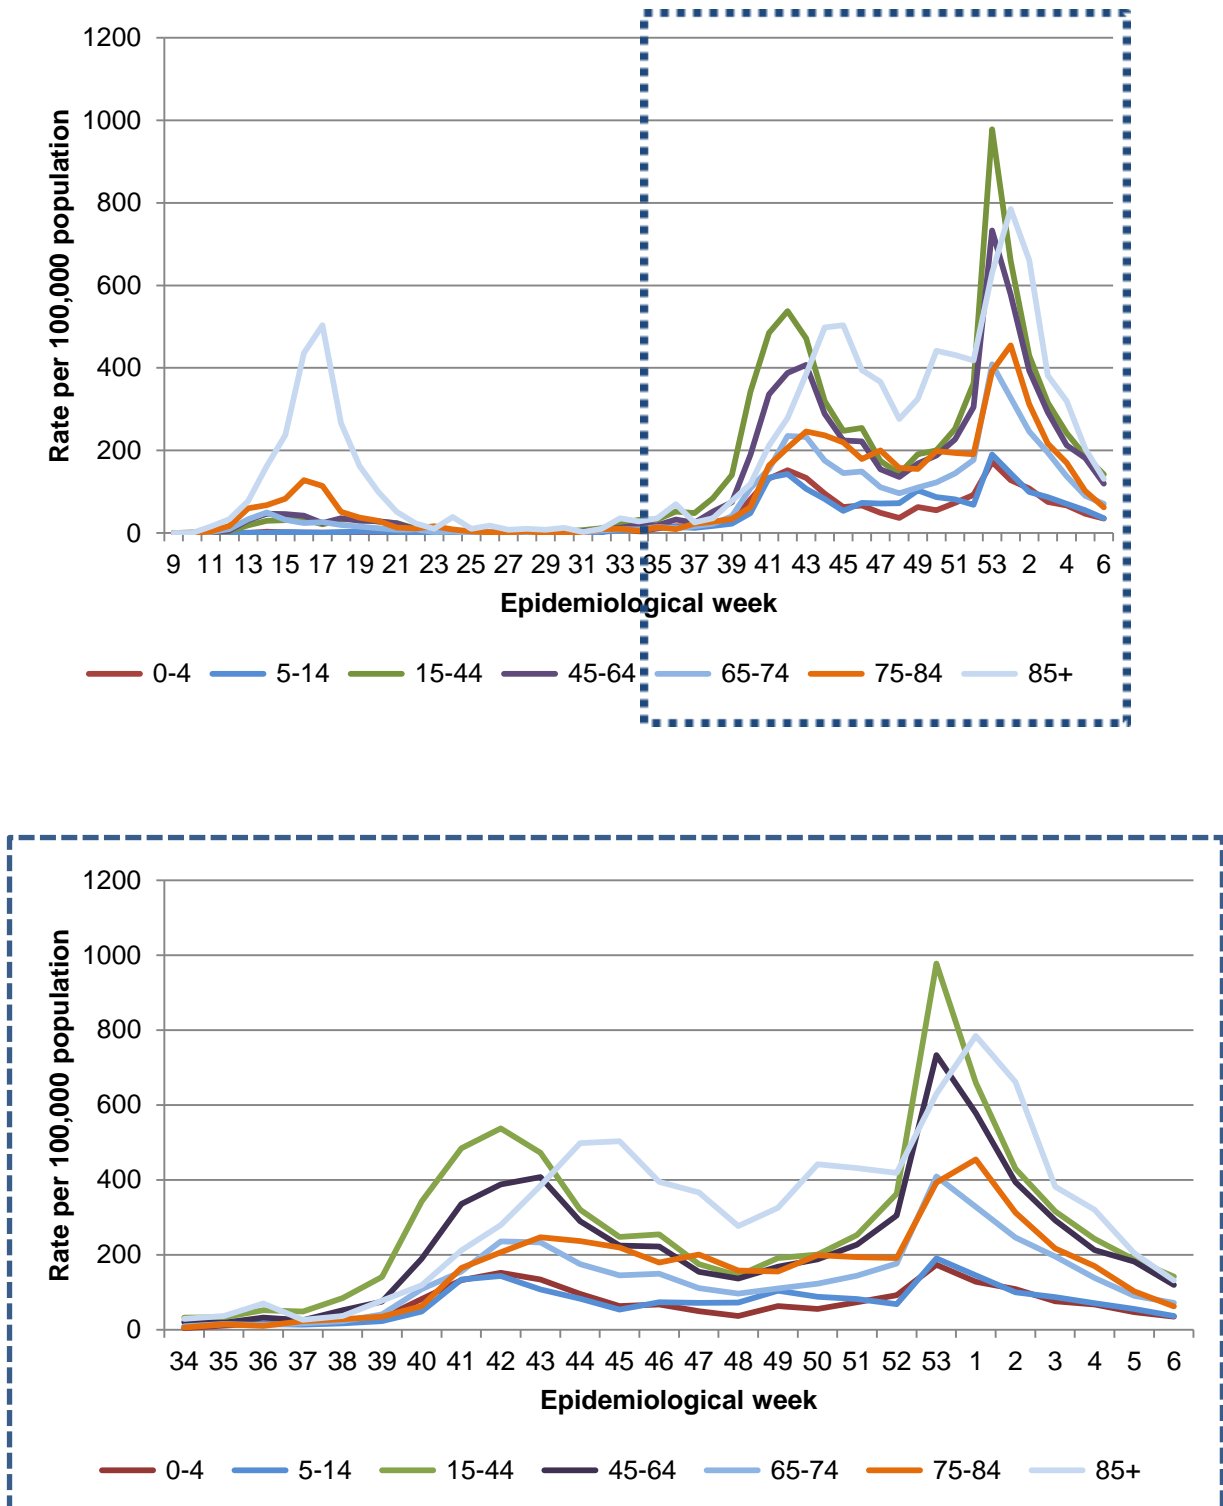 1200
1000
800
600
400
200
0
Rate per 100,000 population
9 11 13 15 17 19 21 23 25 27 29 31 33 35 37 39 41 43 45 47 49 51 53 2 4 6
Epidemiological week
0-4 5-14 15-44 45-64 65-74 75-84 85+
1200
1000
800
600
400
200
0
Rate per 100,000 population
34 35 36 37 38 39 40 41 42 43 44 45 46 47 48 49 50 51 52 53 1 2 3 4 5 6
Epidemiological week
0-4 5-14 15-44 45-64 65-74 75-84 85+